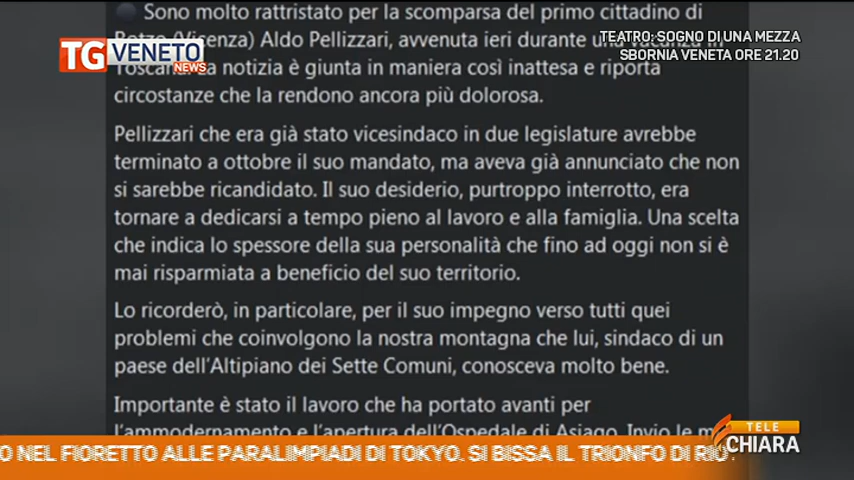 Sono molto rattristato per la scomparsa del primo cittadino di
(Vicenza) Aldo Pellizzari, avvenuta ieri durante una vacanza in
Toscana. La notizia è giunta in maniera così inattesa e riporta
circostanze che la rendono ancora più dolorosa.
Pellizzari che era già stato vicesindaco in due legislature avrebbe
terminato a ottobre il suo mandato, ma aveva già annunciato che non
si sarebbe ricandidato. Il suo desiderio, purtroppo interrotto, era
tornare a dedicarsi a tempo pieno al lavoro e alla famiglia. Una scelta
che indica lo spessore della sua personalità che fino ad oggi non si è
mai risparmiata a beneficio del suo territorio.
Lo ricorderò, in particolare, per il suo impegno verso tutti quei
problemi che coinvolgono la nostra montagna che lui, sindaco di un
paese dell'Altipiano dei Sette Comuni, conosceva molto bene.
Importante è stato il lavoro che ha portato avanti per
l'ammodernamento e l'apertura dell'Ospedale di Asiago. Invio le
TG VENETO
NEWS
TEATRO: SOGNO DI UNA MEZZA
SBORNIA VENETA ORE 21.20
TELE
CHIARA
O NEL FIORETTO ALLE PARALIMPIADI DI TOKYO. SI BISSA IL TRIONFO DI RIO